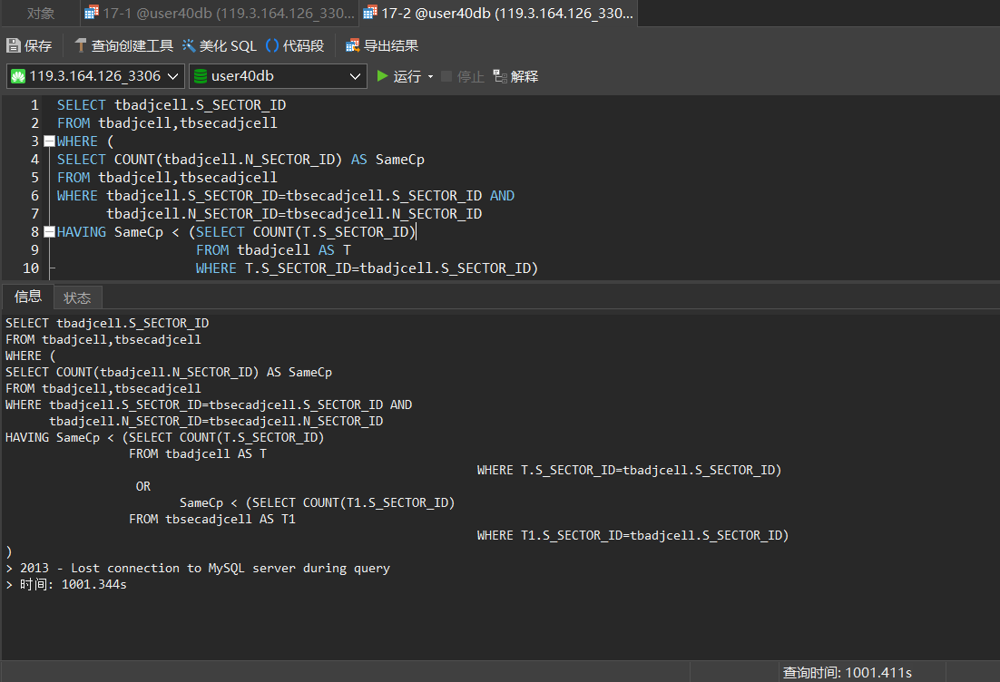 对象
17-1 @user40db (119.3.164.126_330...
17-2 @user40db (119.3.164.126_330...
保存
查询创建工具
美化 SQL
() 代码段
导出结果
119.3.164.126_3306
user40db
运行
停止
解释
1 SELECT tbadjcell.S_SECTOR_ID
2 FROM tbadjcell,tbsecadjcell
3 WHERE (
4 SELECT COUNT(tbadjcell.N_SECTOR_ID) AS SameCp
5 FROM tbadjcell,tbsecadjcell
6 WHERE tbadjcell.S_SECTOR_ID=tbsecadjcell.S_SECTOR_ID AND
7 tbadjcell.N_SECTOR_ID=tbsecadjcell.N_SECTOR_ID
8 HAVING SameCp < (SELECT COUNT(T.S_SECTOR_ID)
9 FROM tbadjcell AS T
10 WHERE T.S_SECTOR_ID=tbadjcell.S_SECTOR_ID)
信息
状态
SELECT tbadjcell.S_SECTOR_ID
FROM tbadjcell,tbsecadjcell
WHERE (
SELECT COUNT(tbadjcell.N_SECTOR_ID) AS SameCp
FROM tbadjcell,tbsecadjcell
WHERE tbadjcell.S_SECTOR_ID=tbsecadjcell.S_SECTOR_ID AND
tbadjcell.N_SECTOR_ID=tbsecadjcell.N_SECTOR_ID
HAVING SameCp < (SELECT COUNT(T.S_SECTOR_ID)
FROM tbadjcell AS T
WHERE T.S_SECTOR_ID=tbadjcell.S_SECTOR_ID)
OR
SameCp < (SELECT COUNT(T1.S_SECTOR_ID)
FROM tbsecadjcell AS T1
WHERE T1.S_SECTOR_ID=tbadjcell.S_SECTOR_ID)
)
> 2013 - Lost connection to MySQL server during query
> 时间: 1001.344s
查询时间: 1001.411s